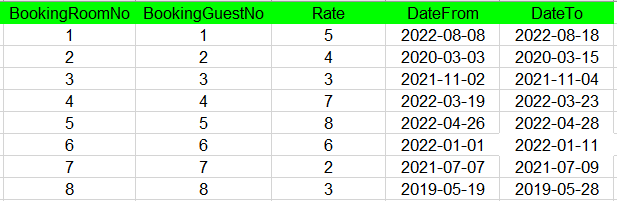 BookingRoomNo BookingGuestNo Rate DateFrom DateTo
1 1 5 2022-08-08 2022-08-18
2 2 4 2020-03-03 2020-03-15
3 3 3 2021-11-02 2021-11-04
4 4 7 2022-03-19 2022-03-23
5 5 8 2022-04-26 2022-04-28
6 6 6 2022-01-01 2022-01-11
7 7 2 2021-07-07 2021-07-09
8 8 3 2019-05-19 2019-05-28